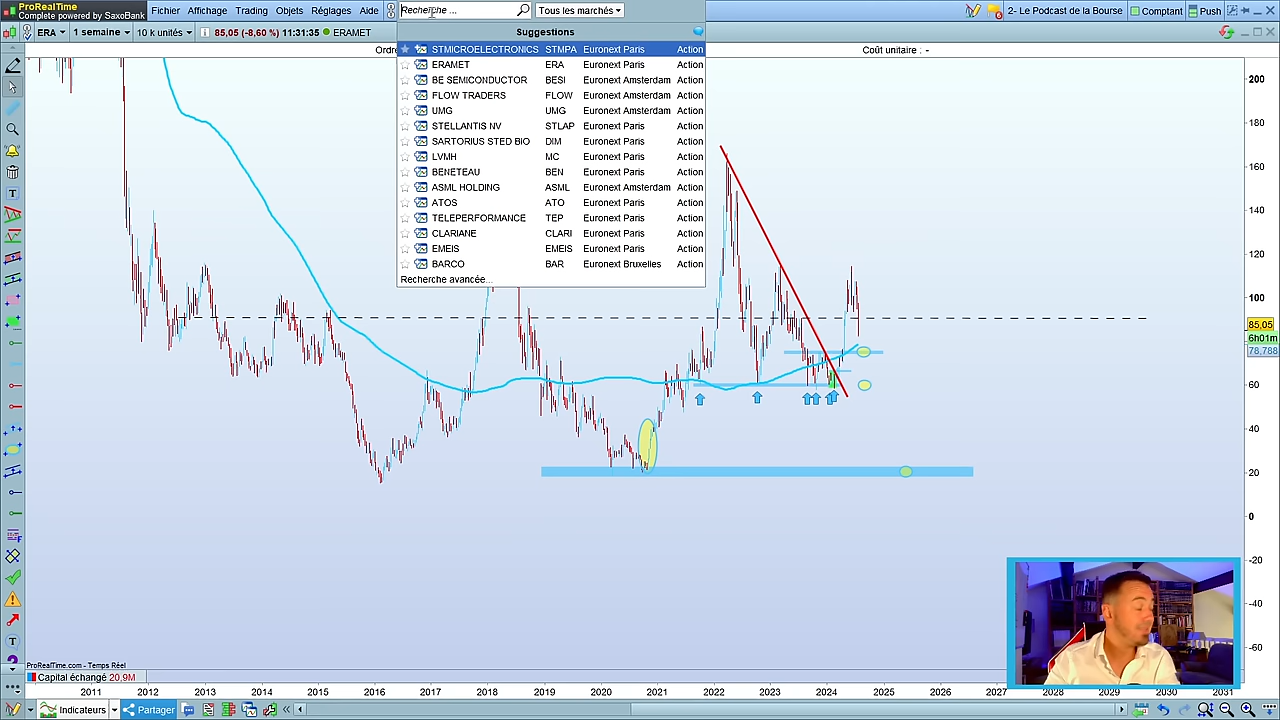 ProRealTime
Complete powered by SaxoBank
Fichier Affichage Trading Objets Réglages Aide
Recherche ...
Tous les marchés
2- Le Podcast de la Bourse
Comptant
Push
ERA 1 semaine 10 k unités 85,05 (-8,60 %) 11:31:35 ERAMET
Suggestions
Ordre
Coût unitaire : -
STMICROELECTRONICS STMPA Euronext Paris Action
ERAMET ERA Euronext Paris Action
BE SEMICONDUCTOR BESI Euronext Amsterdam Action
FLOW TRADERS FLOW Euronext Amsterdam Action
UMG UMG Euronext Amsterdam Action
STELLANTIS NV STLAP Euronext Paris Action
SARTORIUS STED BIO DIM Euronext Paris Action
LVMH MC Euronext Paris Action
BENETEAU BEN Euronext Paris Action
ASML HOLDING ASML Euronext Amsterdam Action
ATOS ATO Euronext Paris Action
TELEPERFORMANCE TEP Euronext Paris Action
CLARIANE CLARI Euronext Paris Action
EMEIS EMEIS Euronext Paris Action
BARCO BAR Euronext Bruxelles Action
Recherche avancée...
200
180
160
140
120
100
85,05
6h01m
78,788
60
40
20
0
-20
-40
-60
ProRealTime.com - Temps Réel
Capital échangé 20,9M
2011 2012 2013 2014 2015 2016 2017 2018 2019 2020 2021 2022 2023 2024 2025 2026 2027 2028 2029 2030 2031
Indicateurs
Partager